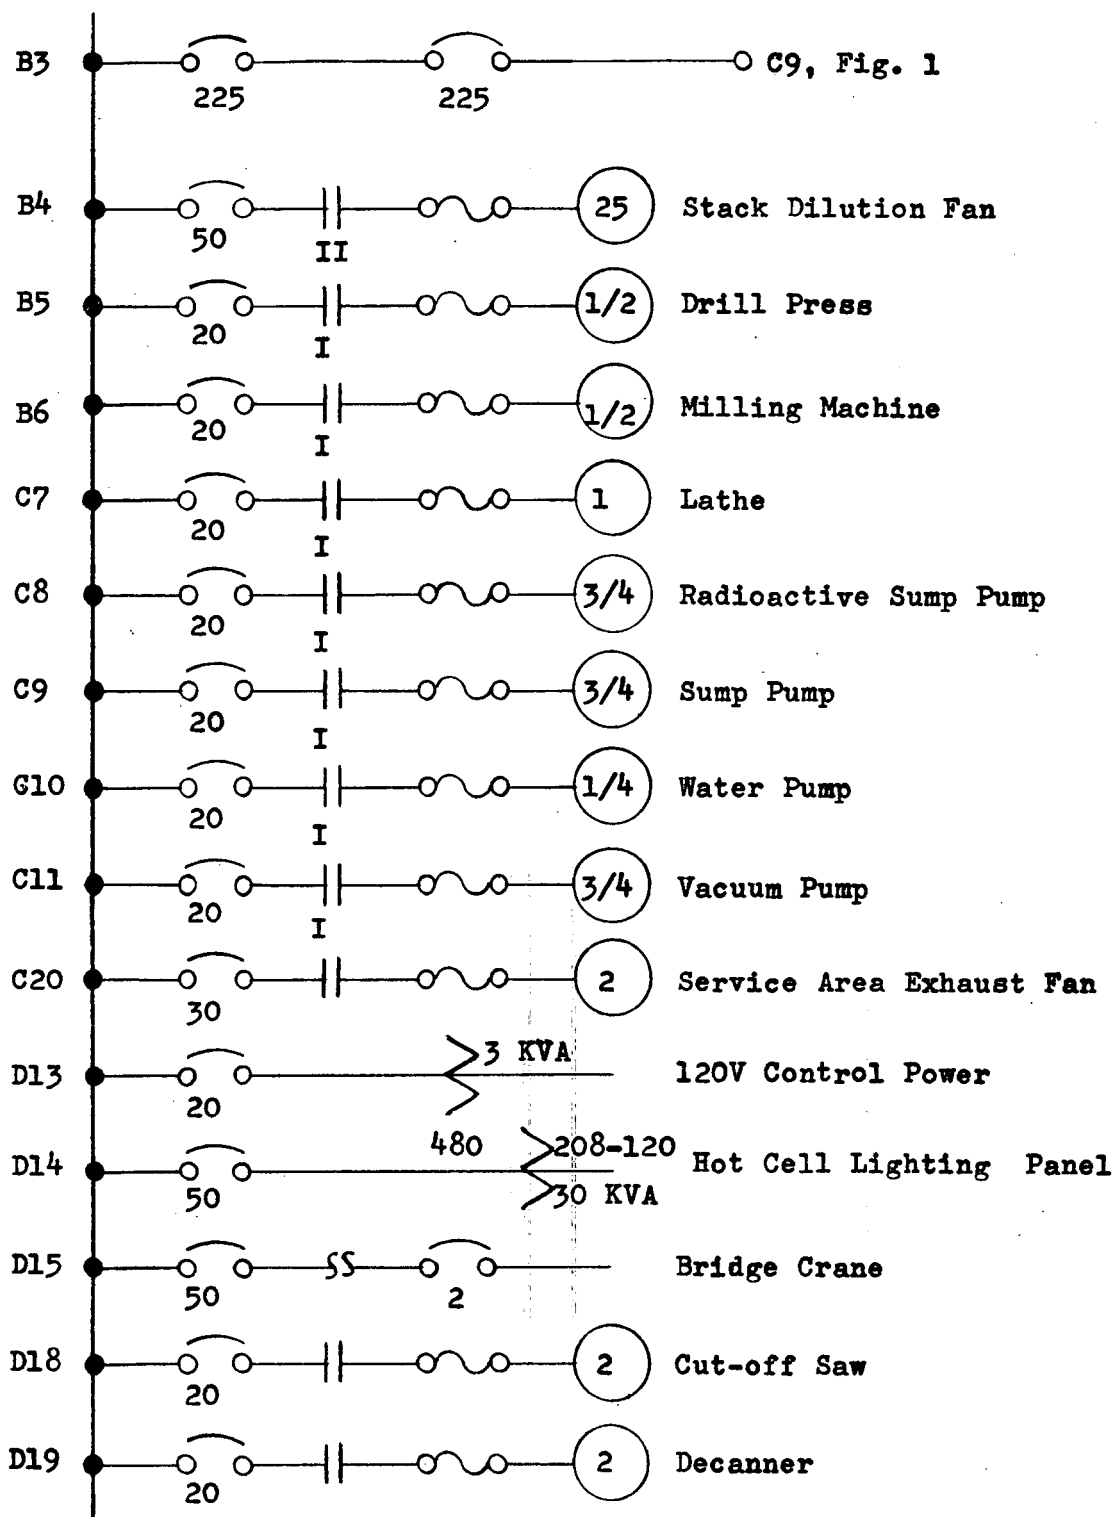 B3 225 225 C9, Fig. 1
B4 50 II 25 Stack Dilution Fan
B5 20 I 1/2 Drill Press
B6 20 I 1/2 Milling Machine
C7 20 I 1 Lathe
C8 20 I 3/4 Radioactive Sump Pump
C9 20 I 3/4 Sump Pump
G10 20 I 1/4 Water Pump
C11 20 I 3/4 Vacuum Pump
C20 30 2 Service Area Exhaust Fan
D13 20 3 KVA 120V Control Power
D14 50 480 208-120 30 KVA Hot Cell Lighting Panel
D15 50 SS 2 Bridge Crane
D18 20 2 Cut-off Saw
D19 20 2 Decanner